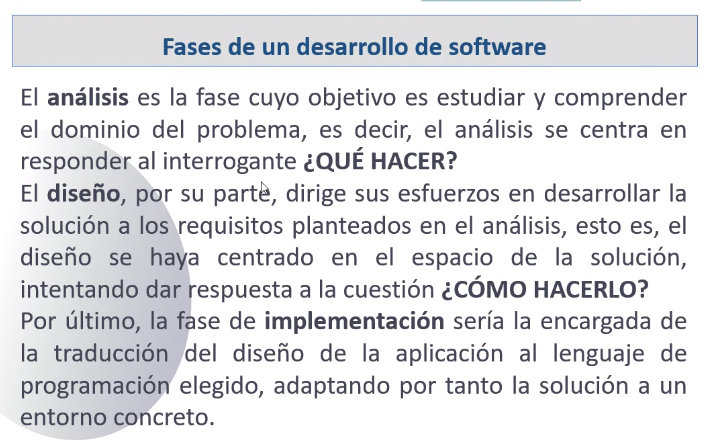 Fases de un desarrollo de software
El análisis es la fase cuyo objetivo es estudiar y comprender
el dominio del problema, es decir, el análisis se centra en
responder al interrogante ¿QUÉ HACER?
El diseño, por su parte, dirige sus esfuerzos en desarrollar la
solución a los requisitos planteados en el análisis, esto es, el
diseño se haya centrado en el espacio de la solución,
intentando dar respuesta a la cuestión ¿CÓMO HACERLO?
Por último, la fase de implementación sería la encargada de
la traducción del diseño de la aplicación al lenguaje de
programación elegido, adaptando por tanto la solución a un
entorno concreto.